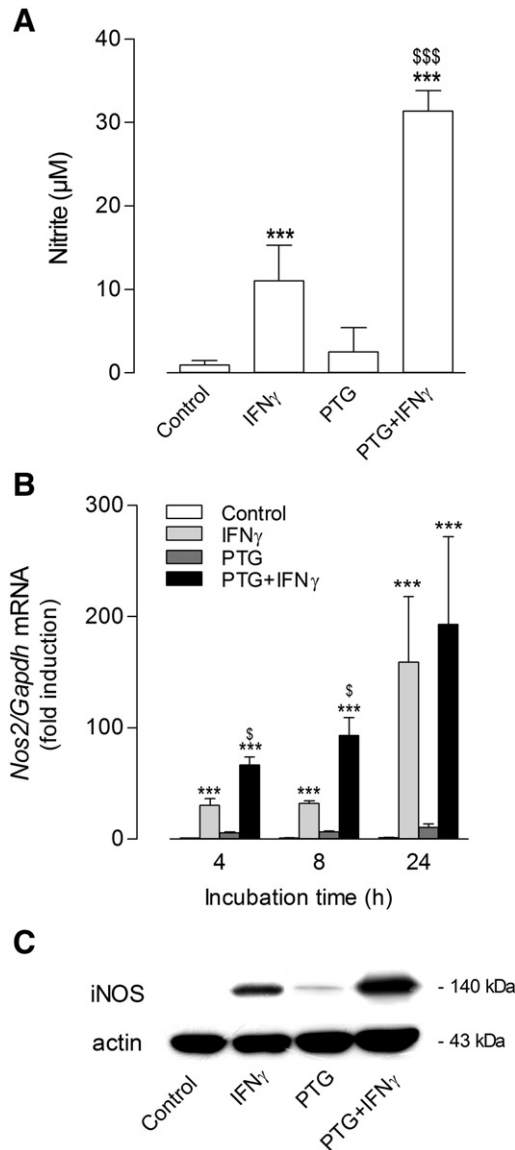 A
Nitrite (µM)
40
30
20
10
0
***
$$$
***
Control
IFNγ
PTG
PTG+IFNγ
B
Nos2/Gapdh mRNA
(fold induction)
300
200
100
0
Control
IFNγ
PTG
PTG+IFNγ
***
$
***
***
$
***
***
***
4 8 24
Incubation time (h)
C
iNOS - 140 kDa
actin - 43 kDa
Control
IFNγ
PTG
PTG+IFNγ